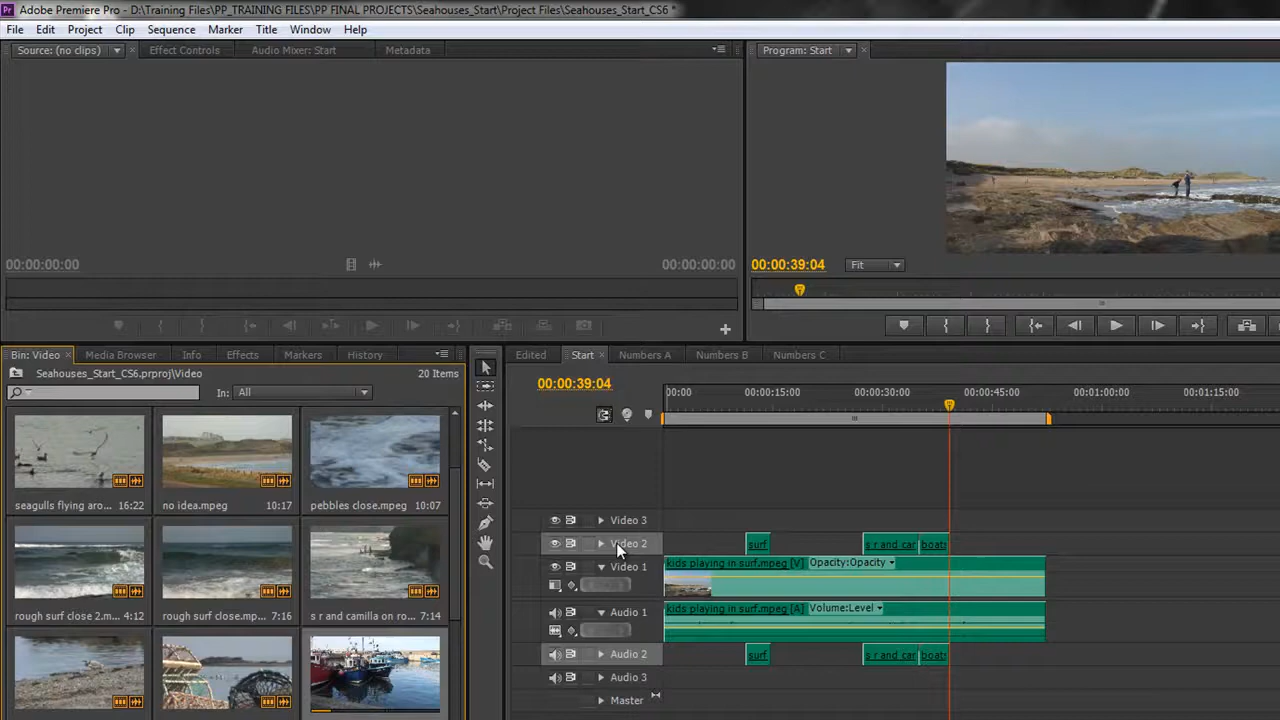 Pr Adobe Premiere Pro - D:\Training Files\PP_TRAINING FILES\PP FINAL PROJECTS\Seahouses_Start\Project Files\Seahouses_Start_CS6 *
File Edit Project Clip Sequence Marker Title Window Help
Source: (no clips) Effect Controls Audio Mixer: Start Metadata Program: Start
00:00:00:00 00:00:00:00 00:00:39:04 Fit
Bin: Video Media Browser Info Effects Markers History Edited Start Numbers A Numbers B Numbers C
Seahouses_Start_CS6.prproj\Video 20 Items
00:00:39:04
In: All
00:00 00:00:15:00 00:00:30:00 00:00:45:00 00:01:00:00 00:01:15:00
seagulls flying aro... 16:22 no idea.mpeg 10:17 pebbles close.mpeg 10:07
Video 3
Video 2 surf s r and car boats
Video 1 kids playing in surf.mpeg [V] Opacity:Opacity
Audio 1 kids playing in surf.mpeg [A] Volume:Level
rough surf close 2.m... 4:12 rough surf close.mp... 7:16 s r and camilla on ro... 7:14
Audio 2 surf s r and car boats
Audio 3
Master